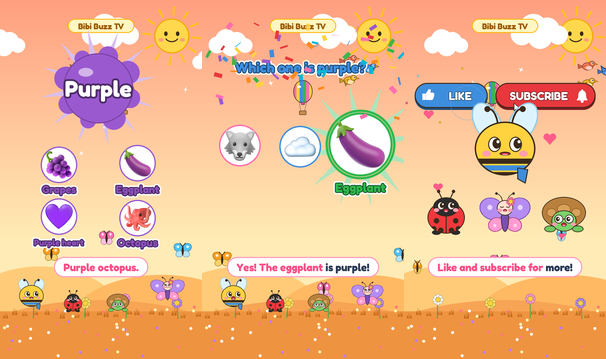 Bibi Buzz TV
Purple
Grapes
Eggplant
Purple heart
Octopus
Purple octopus.
Bibi Buzz TV
Which one is purple?
Eggplant
Yes! The eggplant is purple!
Bibi Buzz TV
LIKE
SUBSCRIBE
Like and subscribe for more!